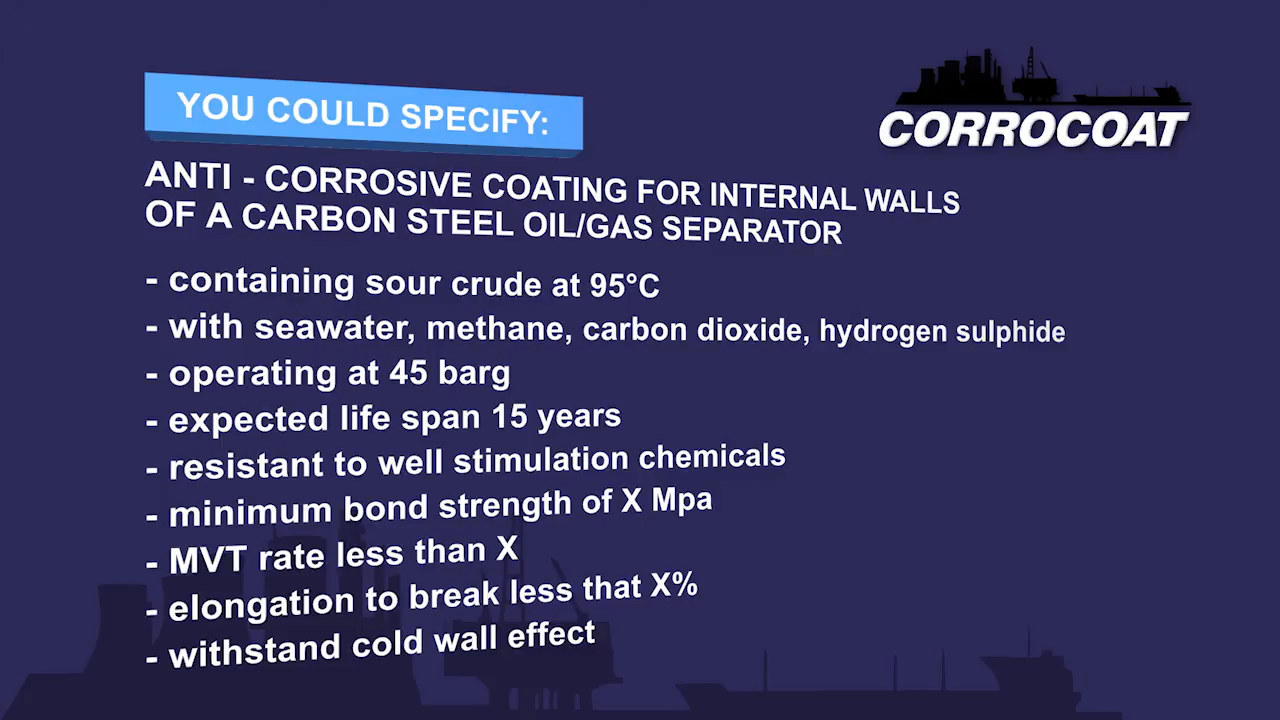 YOU COULD SPECIFY:
CORROCOAT
ANTI - CORROSIVE COATING FOR INTERNAL WALLS
OF A CARBON STEEL OIL/GAS SEPARATOR
- containing sour crude at 95°C
- with seawater, methane, carbon dioxide, hydrogen sulphide
- operating at 45 barg
- expected life span 15 years
- resistant to well stimulation chemicals
- minimum bond strength of X Mpa
- MVT rate less than X
- elongation to break less that X%
- withstand cold wall effect